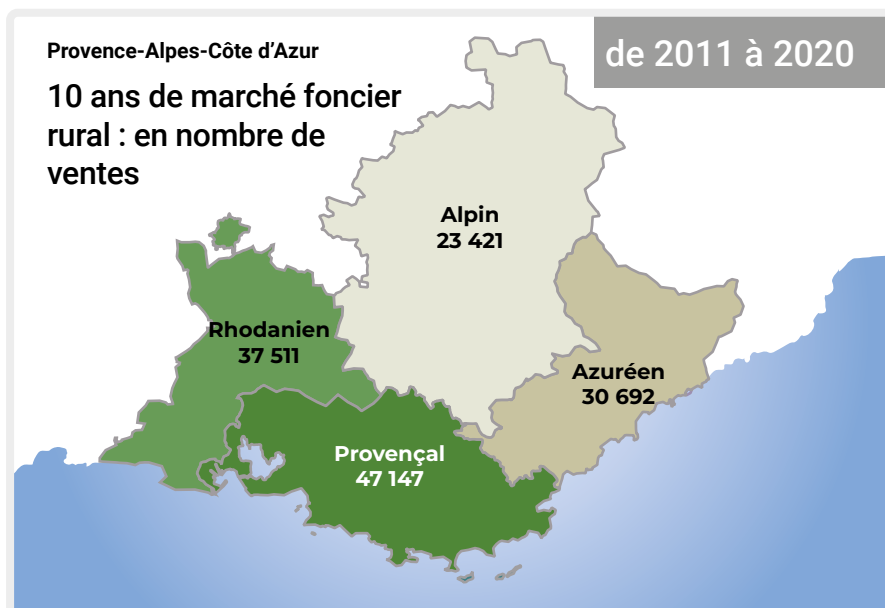 Provence-Alpes-Côte d’Azur
de 2011 à 2020
10 ans de marché foncier
rural : en nombre de
ventes
Alpin
23 421
Rhodanien
37 511
Azuréen
30 692
Provençal
47 147